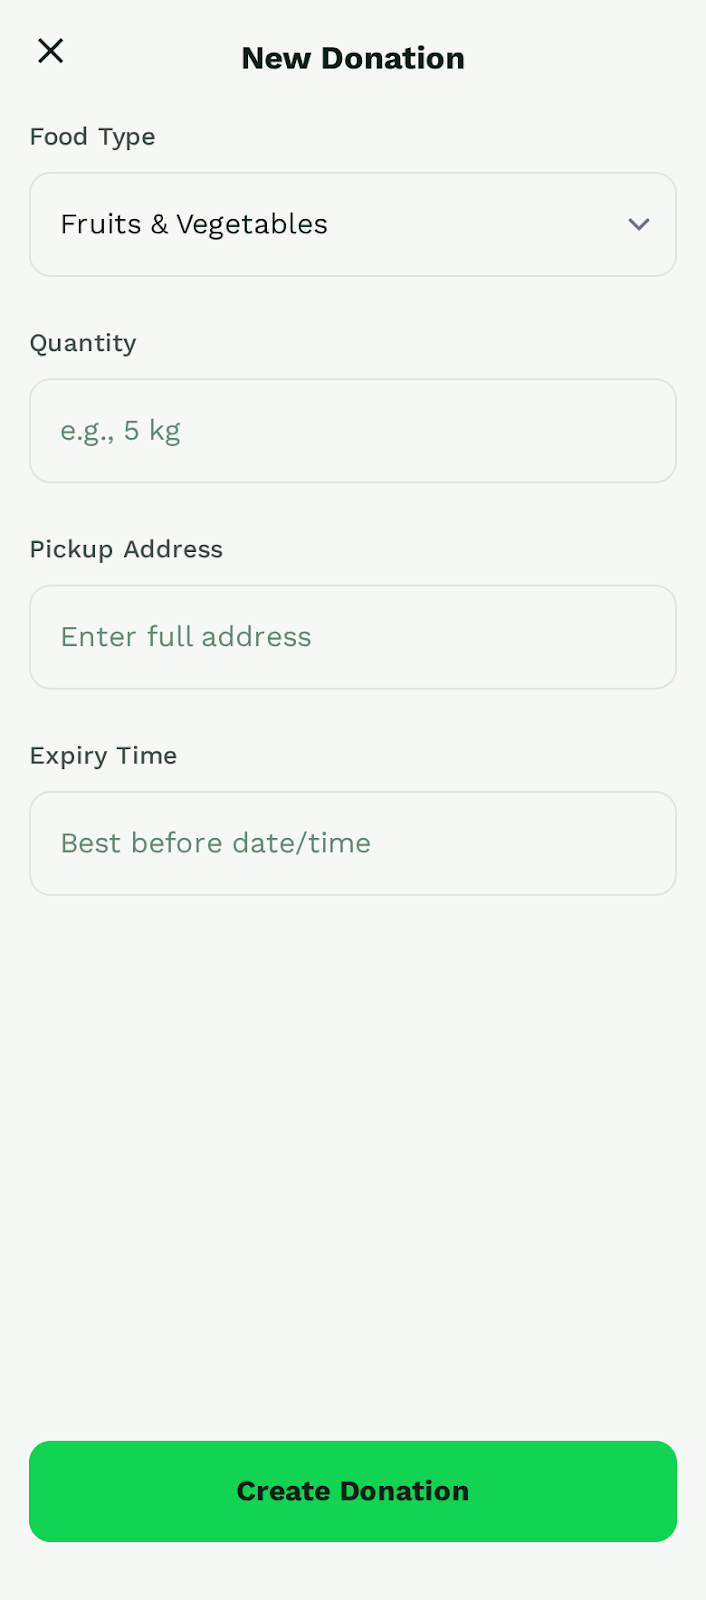 New Donation
Food Type
Fruits & Vegetables
Quantity
e.g., 5 kg
Pickup Address
Enter full address
Expiry Time
Best before date/time
Create Donation